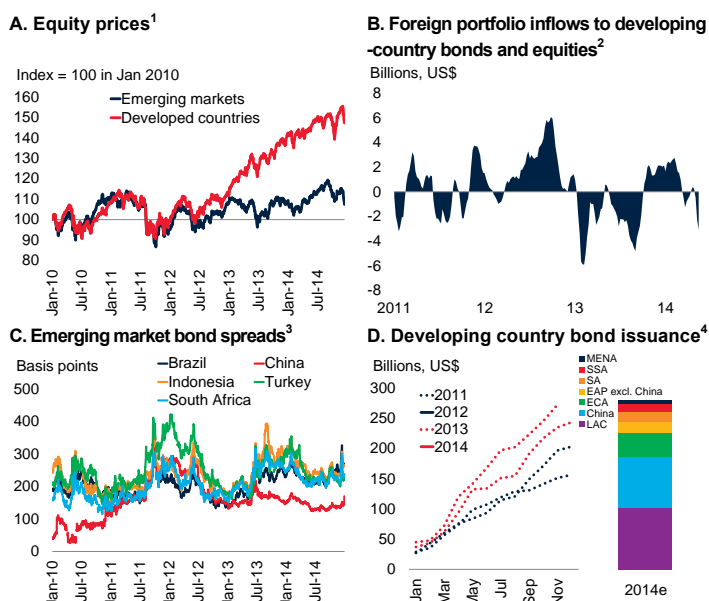 A. Equity prices¹
Index = 100 in Jan 2010
160
150
140
130
120
110
100
90
80
Emerging markets
Developed countries
Jan-10
Jul-10
Jan-11
Jul-11
Jan-12
Jul-12
Jan-13
Jul-13
Jan-14
Jul-14
B. Foreign portfolio inflows to developing
-country bonds and equities²
Billions, US$
8
6
4
2
0
-2
-4
-6
-8
2011
12
13
14
C. Emerging market bond spreads³
Basis points
500
400
300
200
100
0
Brazil
China
Indonesia
Turkey
South Africa
Jan-10
Jul-10
Jan-11
Jul-11
Jan-12
Jul-12
Jan-13
Jul-13
Jan-14
Jul-14
D. Developing country bond issuance⁴
Billions, US$
300
250
200
150
100
50
0
2011
2012
2013
2014
Jan
Mar
May
Jul
Sep
Nov
MENA
SSA
SA
EAP excl. China
ECA
China
LAC
2014e